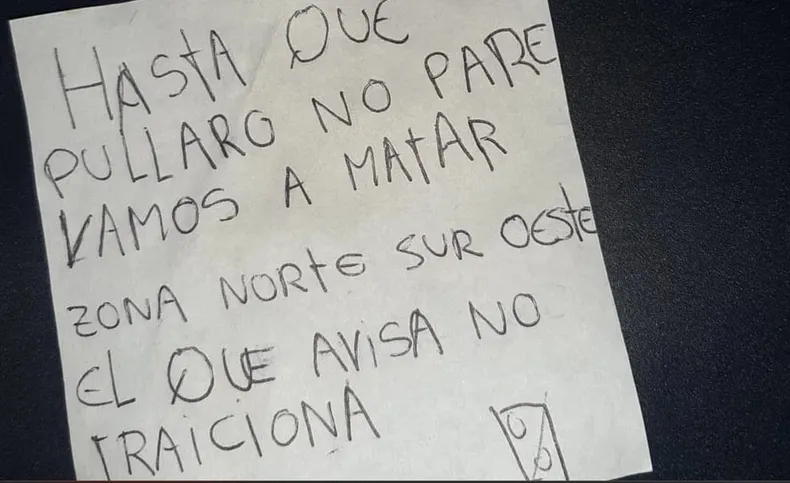 HASTA QUE
PULLARO NO PARE
VAMOS A MATAR
ZONA NORTE SUR OESTE
EL QUE AVISA NO
TRAICIONA